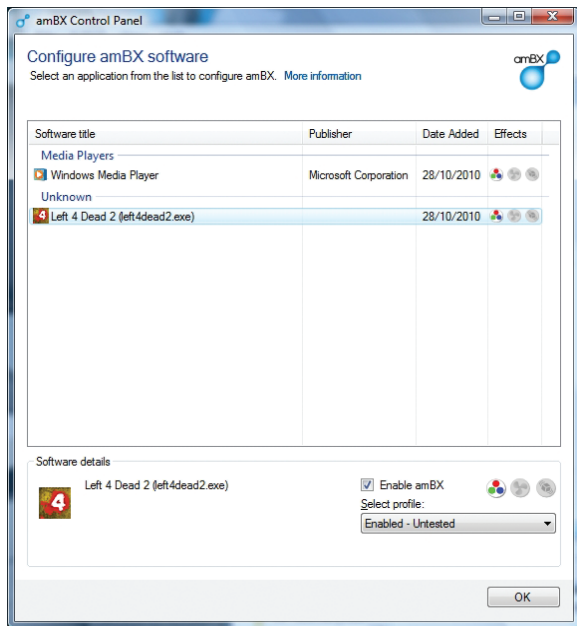 amBX Control Panel
Configure amBX software
Select an application from the list to configure amBX. More information
amBX
Software title Publisher Date Added Effects
Media Players
Windows Media Player Microsoft Corporation 28/10/2010
Unknown
4 Left 4 Dead 2 (left4dead2.exe) 28/10/2010
Software details
4 Left 4 Dead 2 (left4dead2.exe) Enable amBX
Select profile:
Enabled - Untested
OK